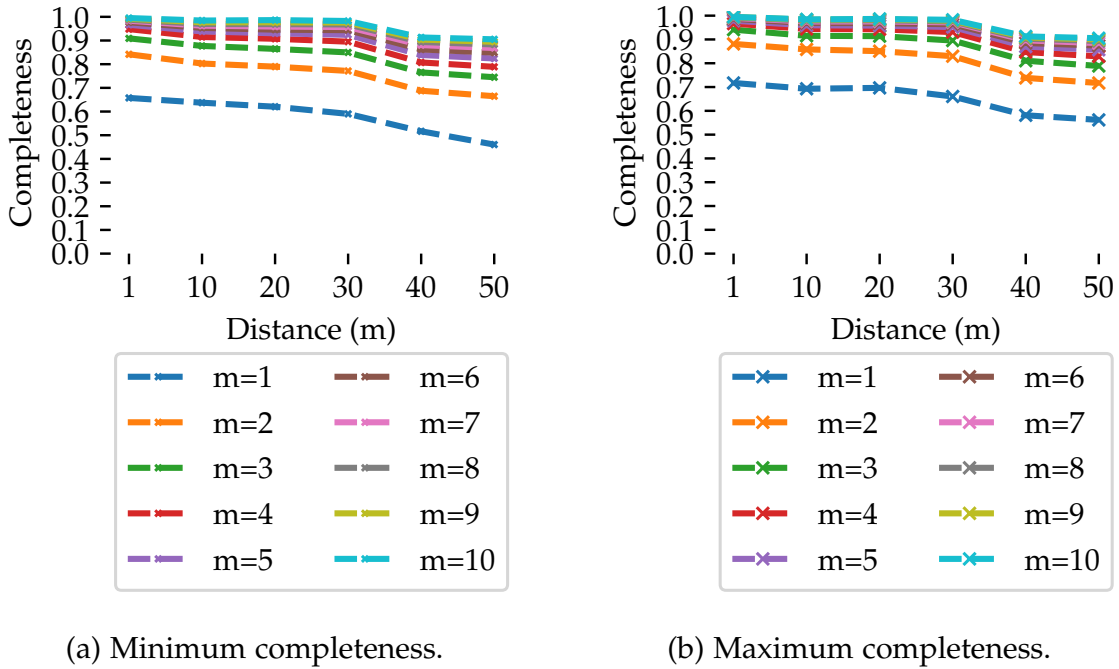 Completeness
1.0
0.9
0.8
0.7
0.6
0.5
0.4
0.3
0.2
0.1
0.0
1 10 20 30 40 50
Distance (m)
m=1 m=6
m=2 m=7
m=3 m=8
m=4 m=9
m=5 m=10
(a) Minimum completeness.
Completeness
1.0
0.9
0.8
0.7
0.6
0.5
0.4
0.3
0.2
0.1
0.0
1 10 20 30 40 50
Distance (m)
m=1 m=6
m=2 m=7
m=3 m=8
m=4 m=9
m=5 m=10
(b) Maximum completeness.